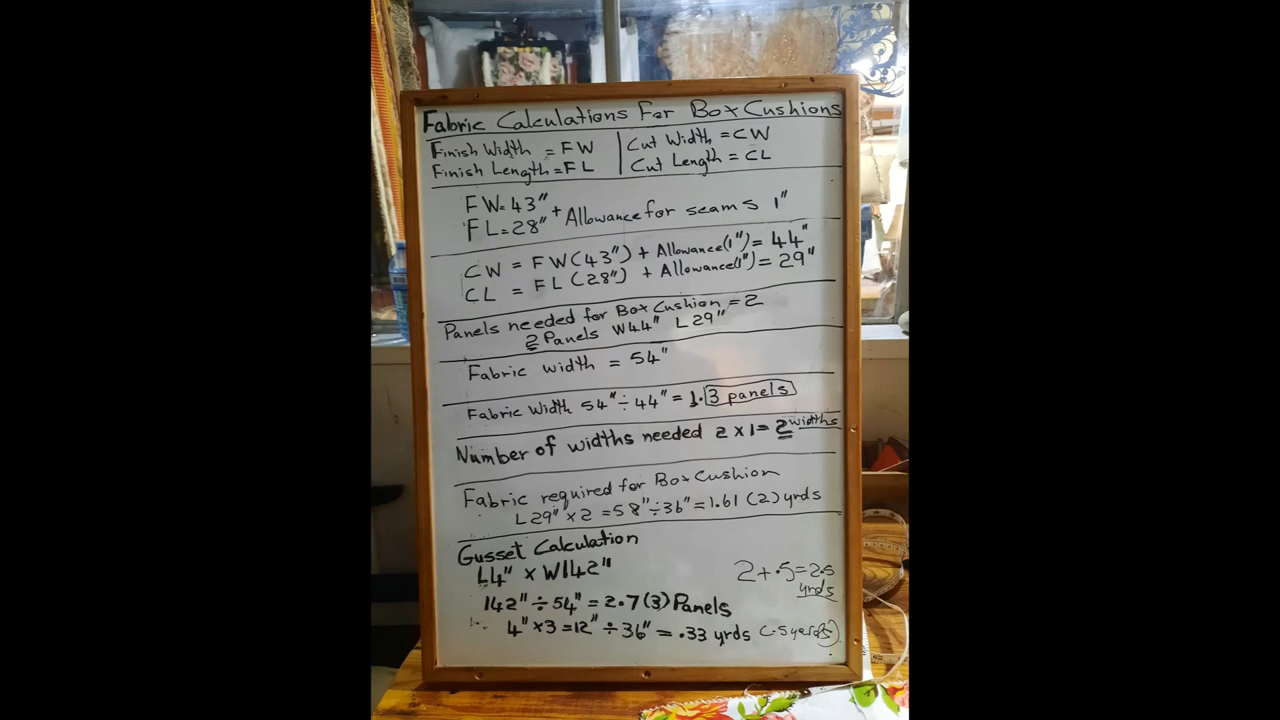 Fabric Calculations For Box Cushions
Finish Width = FW
Finish Length = FL
Cut Width = CW
Cut Length = CL
FW= 43"
FL = 28" + Allowance for seams 1"
CW = FW(43") + Allowance(1") = 44"
CL = FL (28") + Allowance(1") = 29"
Panels needed for Box Cushion = 2
2 Panels W44" L29"
Fabric width = 54"
Fabric Width 54" ÷ 44" = 1.3 panels
Number of widths needed 2 x 1 = 2 widths
Fabric required for Box Cushion
L29" x 2 = 58" ÷ 36" = 1.61 (2) yrds
Gusset Calculation
L4" x W142"
142" ÷ 54" = 2.7 (3) Panels
4" x 3 = 12" ÷ 36" = .33 yrds (.5 yards)
2 + .5 = 2.5
yrds